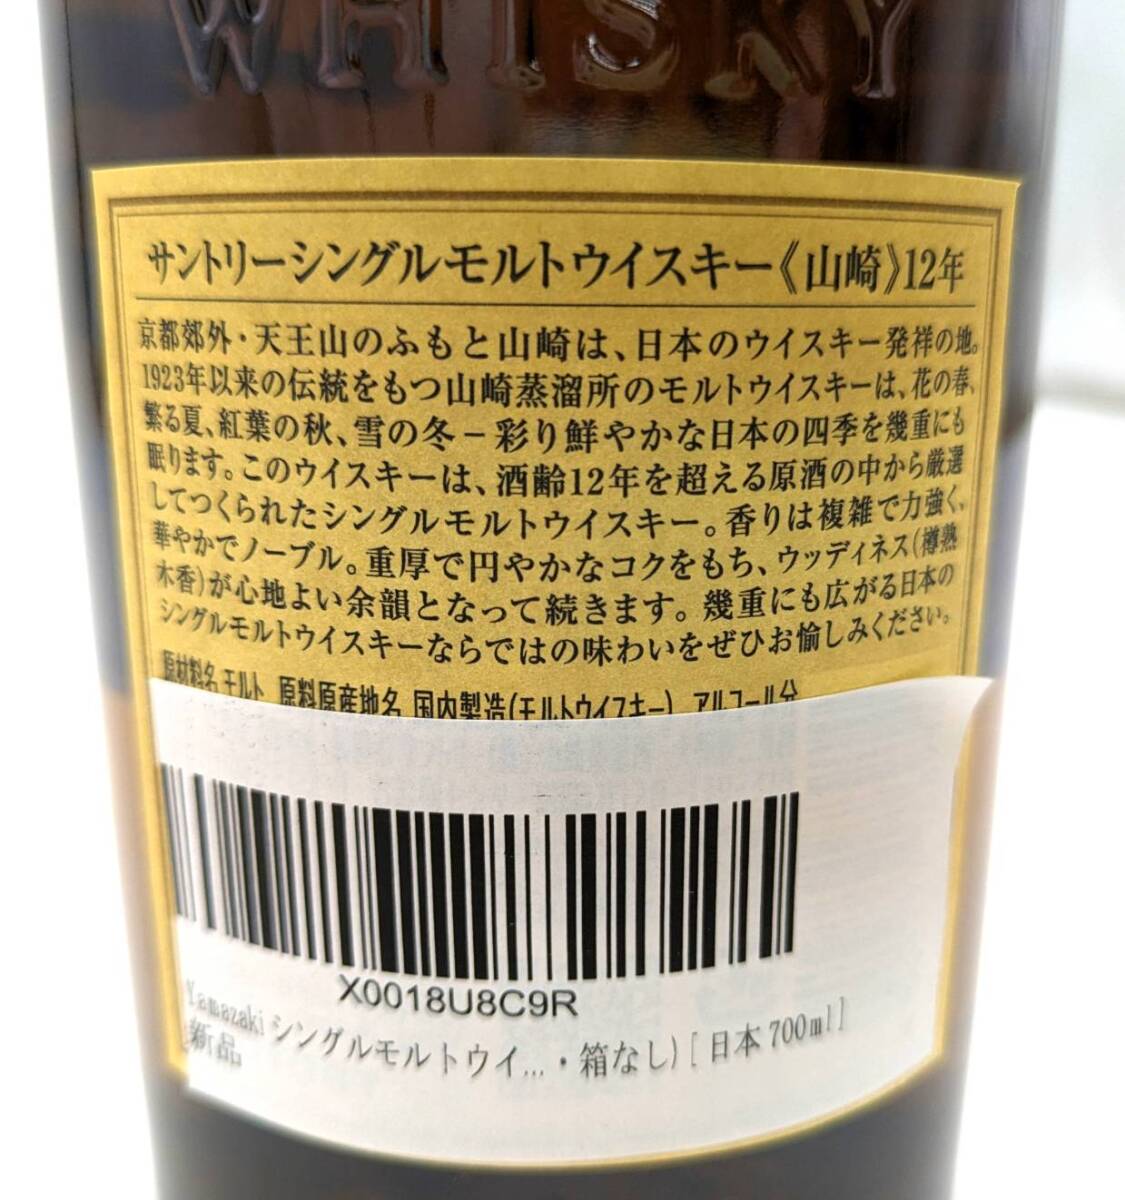 WHISKY
サントリーシングルモルトウイスキー《山崎》12年
京都郊外・天王山のふもと山崎は、日本のウイスキー発祥の地。
1923年以来の伝統をもつ山崎蒸溜所のモルトウイスキーは、花の春、
繁る夏、紅葉の秋、雪の冬－彩り鮮やかな日本の四季を幾重にも
眠ります。このウイスキーは、酒齢12年を超える原酒の中から厳選
してつくられたシングルモルトウイスキー。香りは複雑で力強く、
華やかでノーブル。重厚で円やかなコクをもち、ウッディネス(樽熟
木香)が心地よい余韻となって続きます。幾重にも広がる日本の
シングルモルトウイスキーならではの味わいをぜひお愉しみください。
原材料名 モルト 原料原産地名 国内製造(モルトウイスキー) アルコール分
X0018U8C9R
Yamazaki シングルモルトウイ...・箱なし) [日本 700ml]
新品